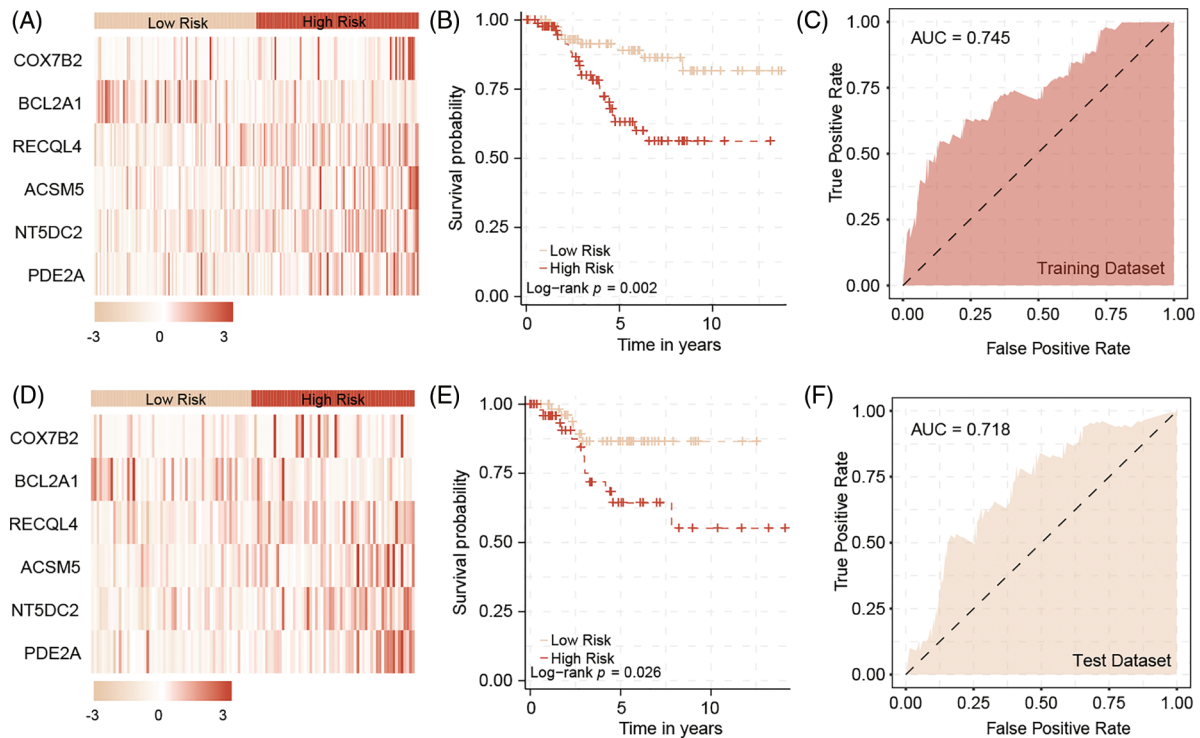 (A)
Low Risk High Risk
COX7B2
BCL2A1
RECQL4
ACSM5
NT5DC2
PDE2A
-3 0 3
(B)
Survival probability
1.00
0.75
0.50
0.25
0.00
Low Risk
High Risk
Log-rank p = 0.002
0 5 10
Time in years
(C)
True Positive Rate
1.00
0.75
0.50
0.25
0.00
AUC = 0.745
Training Dataset
0.00 0.25 0.50 0.75 1.00
False Positive Rate
(D)
Low Risk High Risk
COX7B2
BCL2A1
RECQL4
ACSM5
NT5DC2
PDE2A
-3 0 3
(E)
Survival probability
1.00
0.75
0.50
0.25
0.00
Low Risk
High Risk
Log-rank p = 0.026
0 5 10
Time in years
(F)
True Positive Rate
1.00
0.75
0.50
0.25
0.00
AUC = 0.718
Test Dataset
0.00 0.25 0.50 0.75 1.00
False Positive Rate